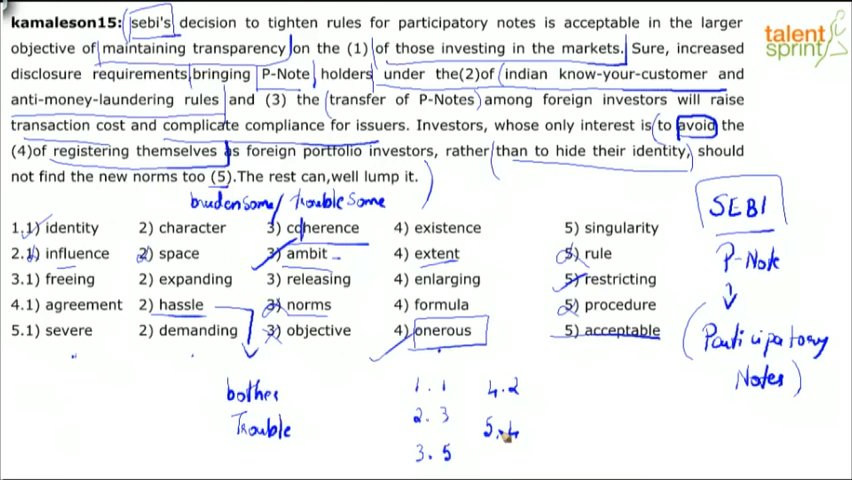 kamaleson15: sebi's decision to tighten rules for participatory notes is acceptable in the larger
objective of maintaining transparency on the (1) of those investing in the markets. Sure, increased
disclosure requirements,bringing P-Note holders under the(2)of indian know-your-customer and
anti-money-laundering rules and (3) the transfer of P-Notes among foreign investors will raise
transaction cost and complicate compliance for issuers. Investors, whose only interest is to avoid the
(4)of registering themselves as foreign portfolio investors, rather than to hide their identity, should
not find the new norms too (5).The rest can,well lump it.
talent
sprint
brudensome/ troublesome
1.1) identity 2) character 3) coherence 4) existence 5) singularity
2.1) influence 2) space 3) ambit 4) extent 5) rule
3.1) freeing 2) expanding 3) releasing 4) enlarging 5) restricting
4.1) agreement 2) hassle 3) norms 4) formula 5) procedure
5.1) severe 2) demanding 3) objective 4) onerous 5) acceptable
SEBI
P-Note
(Participatory
Notes)
bother
Trouble
1.1 4.2
2.3 5.4
3.5